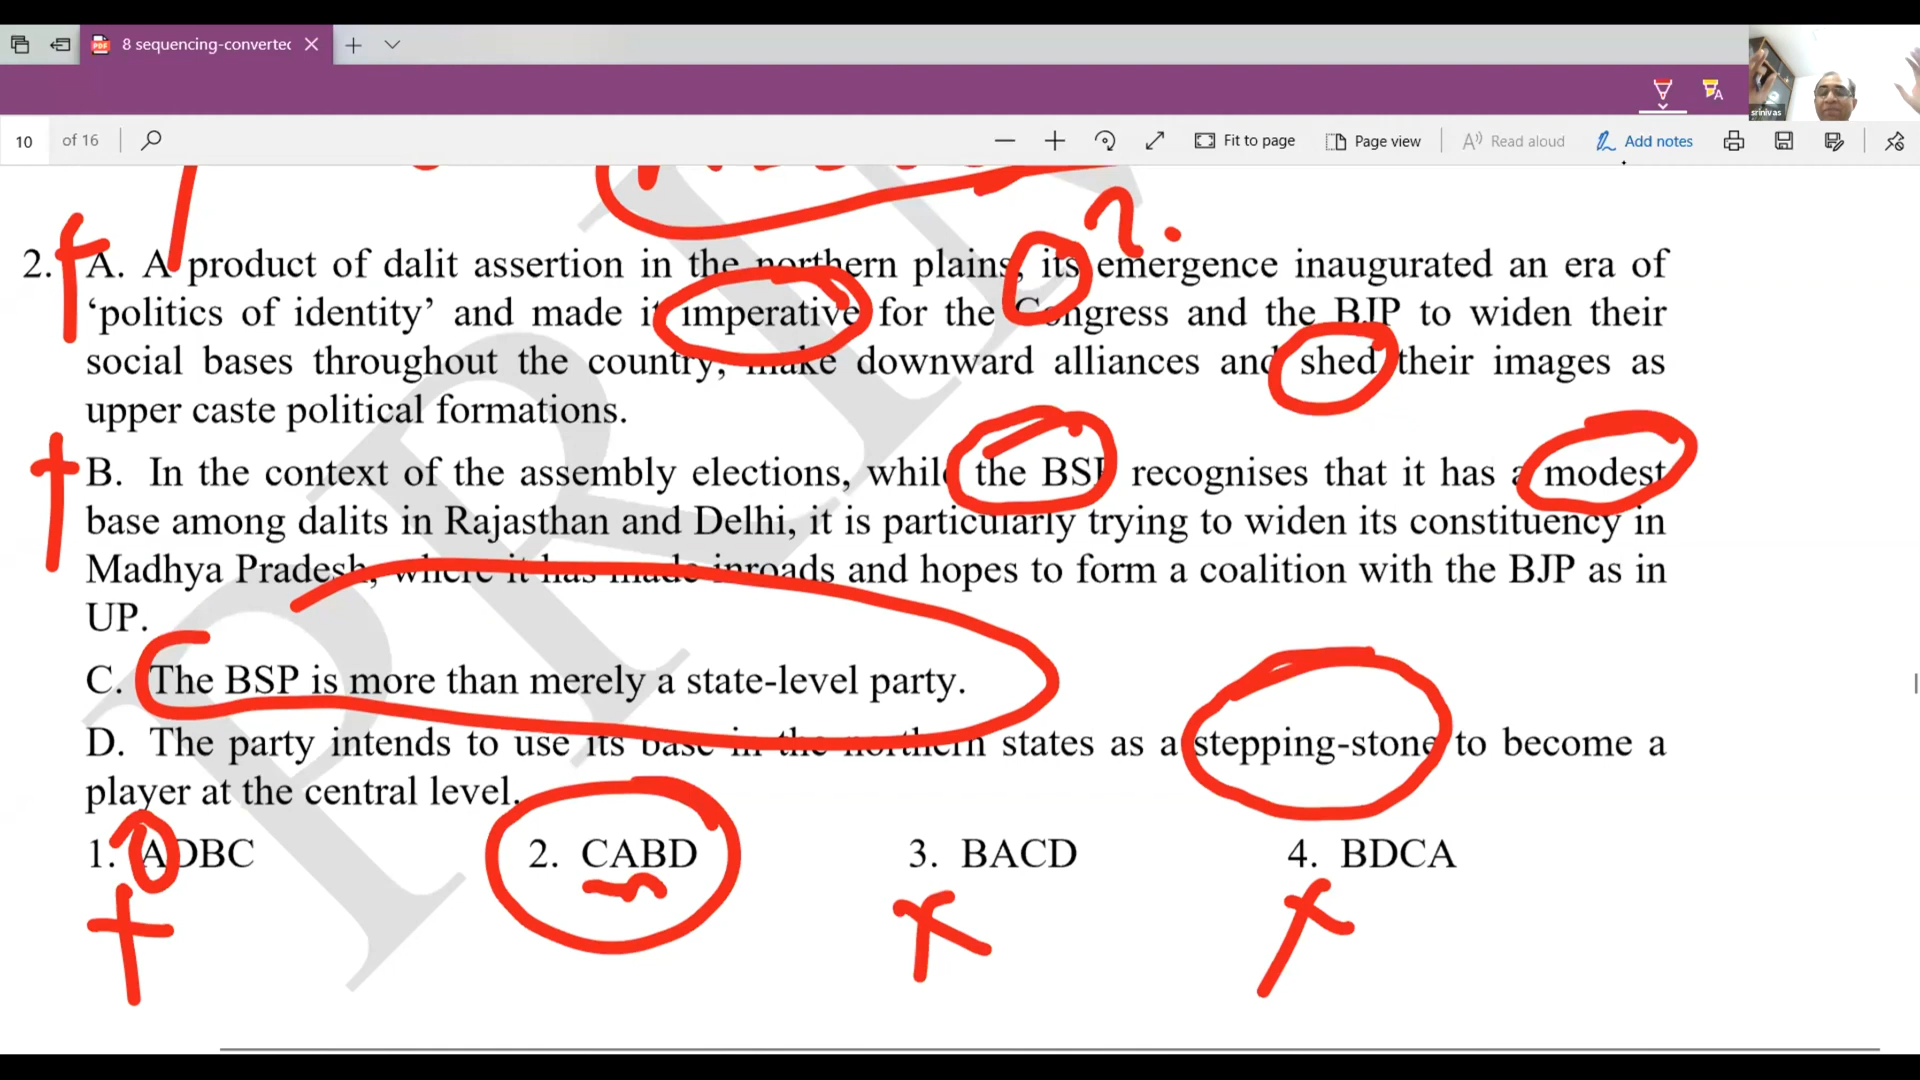 8 sequencing-convertec
srinivas
10 of 16
Fit to page
Page view
Read aloud
Add notes
2. A. A product of dalit assertion in the northern plains, its emergence inaugurated an era of
‘politics of identity’ and made it imperative for the Congress and the BJP to widen their
social bases throughout the country, make downward alliances and shed their images as
upper caste political formations.
B. In the context of the assembly elections, while the BSP recognises that it has a modest
base among dalits in Rajasthan and Delhi, it is particularly trying to widen its constituency in
Madhya Pradesh, where it has made inroads and hopes to form a coalition with the BJP as in
UP.
C. The BSP is more than merely a state-level party.
D. The party intends to use its base in the northern states as a stepping-stone to become a
player at the central level.
1. ADBC 2. CABD 3. BACD 4. BDCA